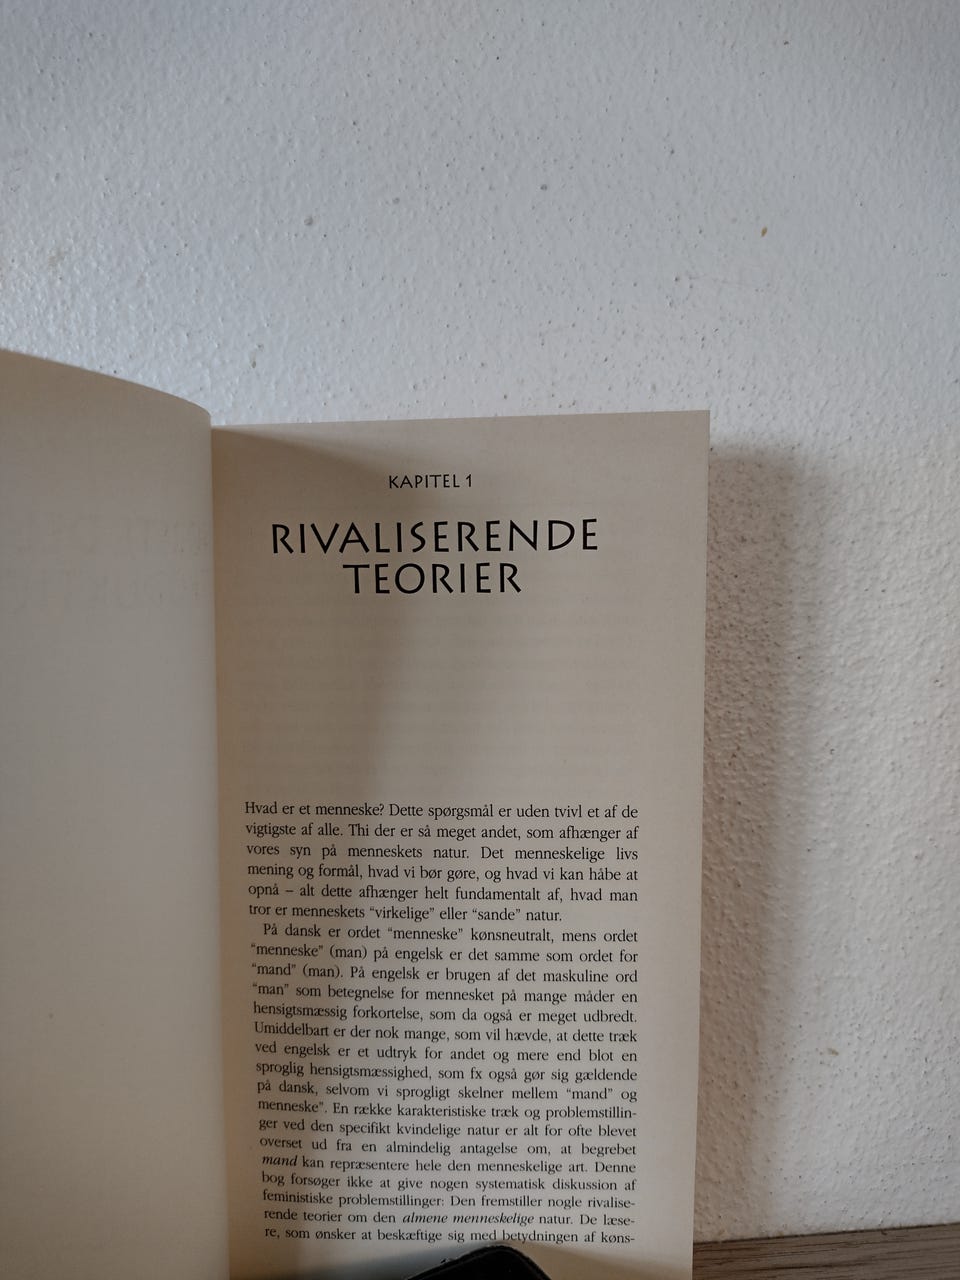 KAPITEL 1
RIVALISERENDE
TEORIER
Hvad er et menneske? Dette spørgsmål er uden tvivl et af de
vigtigste af alle. Thi der er så meget andet, som afhænger af
vores syn på menneskets natur. Det menneskelige livs
mening og formål, hvad vi bør gøre, og hvad vi kan håbe at
opnå – alt dette afhænger helt fundamentalt af, hvad man
tror er menneskets “virkelige” eller “sande” natur.
På dansk er ordet “menneske” kønsneutralt, mens ordet
“menneske” (man) på engelsk er det samme som ordet for
“mand” (man). På engelsk er brugen af det maskuline ord
“man” som betegnelse for mennesket på mange måder en
hensigtsmæssig forkortelse, som da også er meget udbredt.
Umiddelbart er der nok mange, som vil hævde, at dette træk
ved engelsk er et udtryk for andet og mere end blot en
sproglig hensigtsmæssighed, som fx også gør sig gældende
på dansk, selvom vi sprogligt skelner mellem “mand” og
menneske”. En række karakteristiske træk og problemstillin-
ger ved den specifikt kvindelige natur er alt for ofte blevet
overset ud fra en almindelig antagelse om, at begrebet
mand kan repræsentere hele den menneskelige art. Denne
bog forsøger ikke at give nogen systematisk diskussion af
feministiske problemstillinger: Den fremstiller nogle rivalise-
rende teorier om den almene menneskelige natur. De læse-
re, som ønsker at beskæftige sig med betydningen af køns-